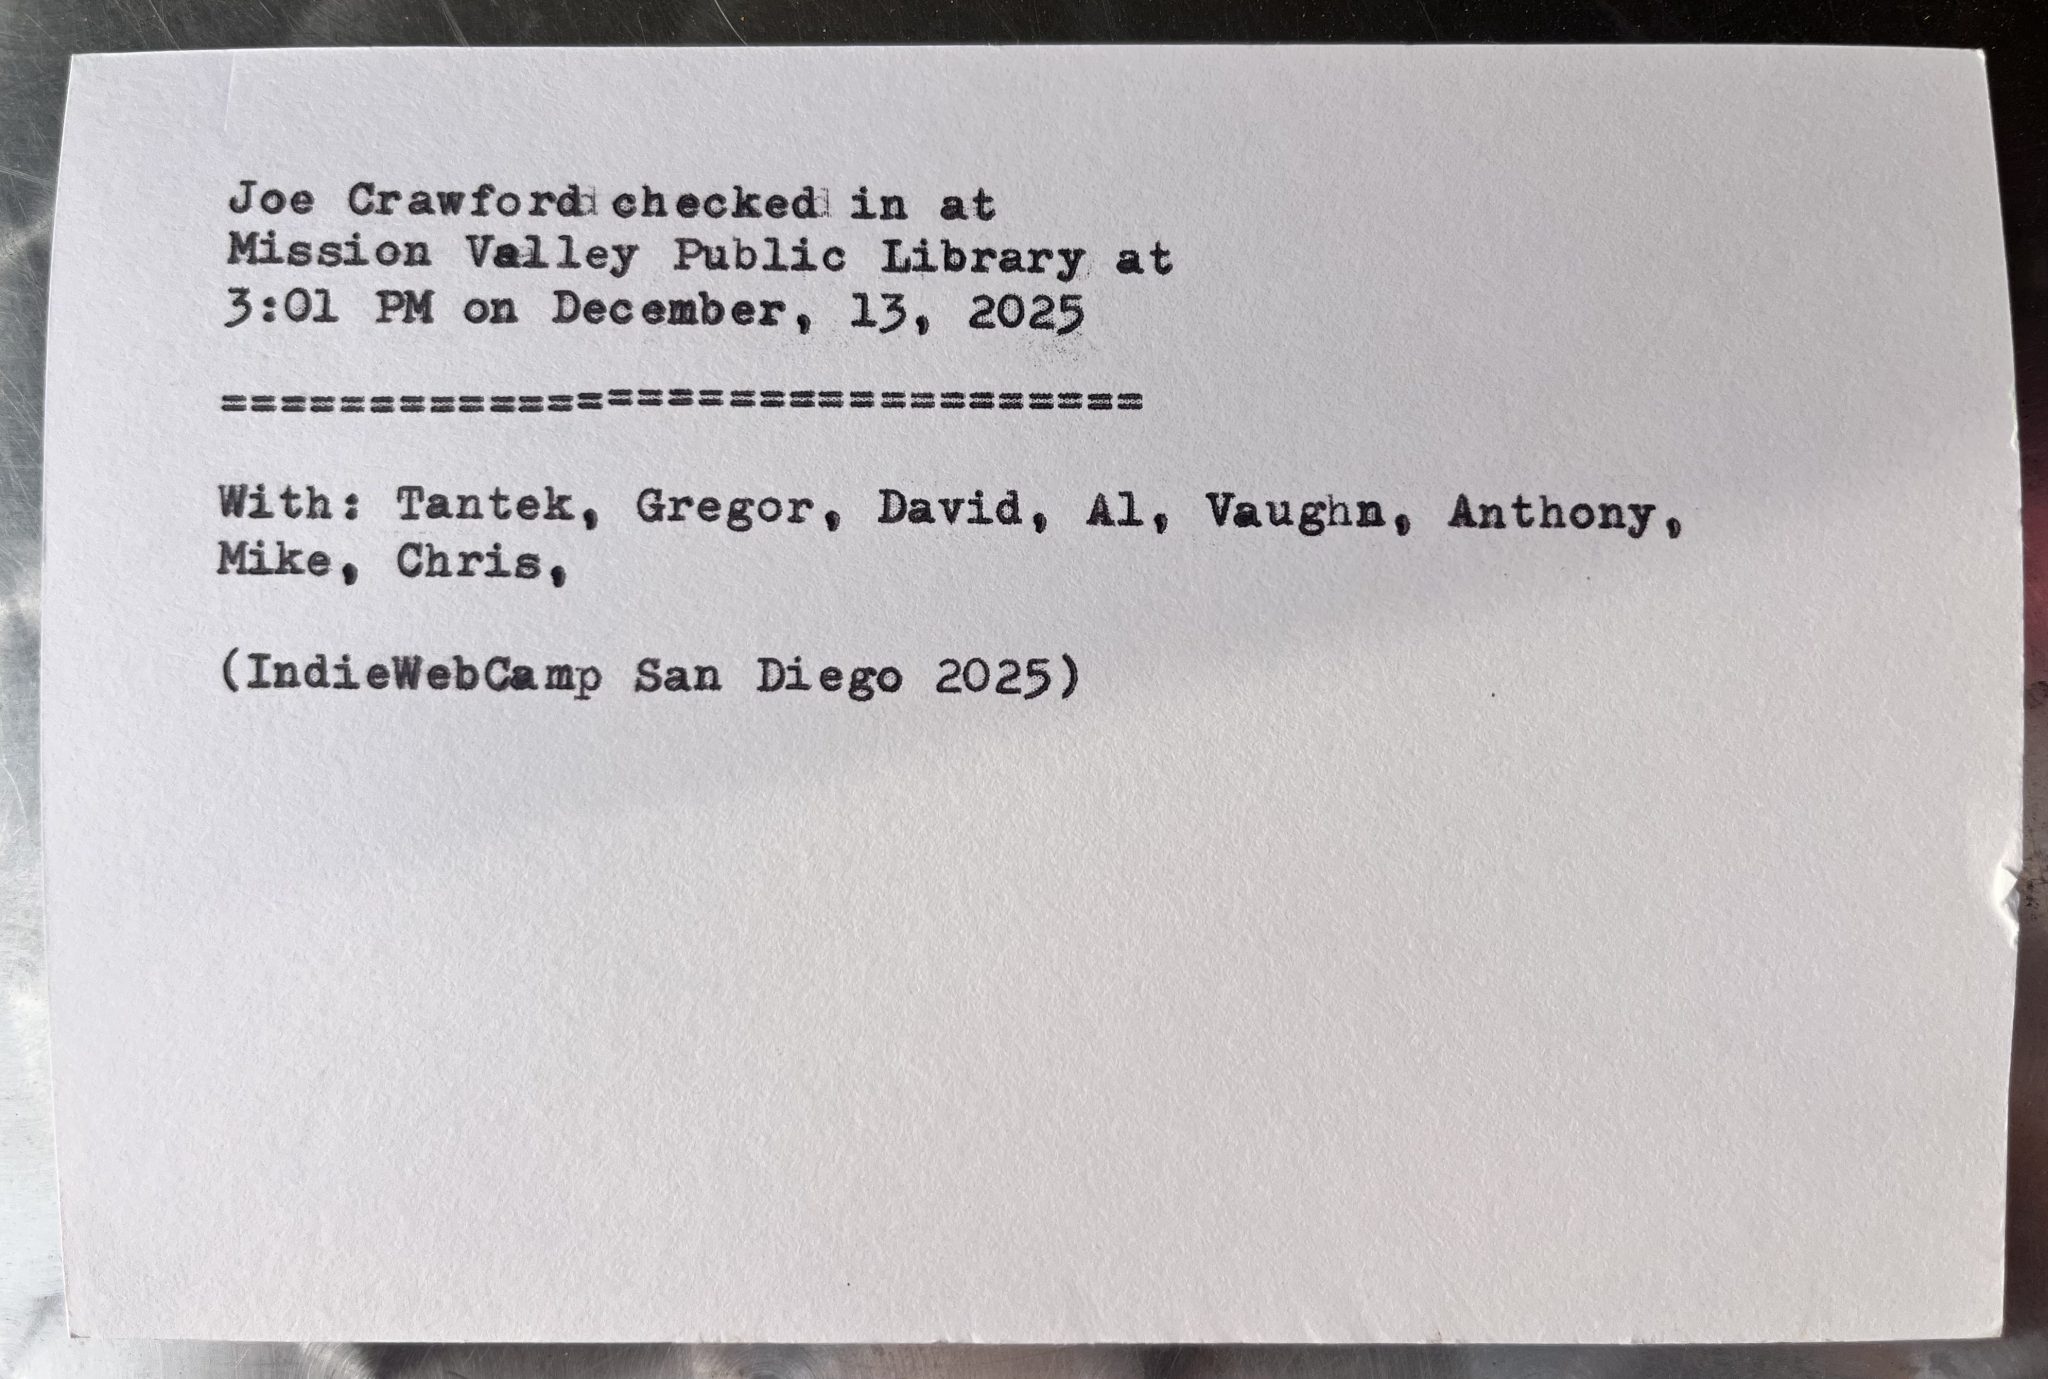 Joe Crawford checked in at
Mission Valley Public Library at
3:01 PM on December, 13, 2025
===============================
With: Tantek, Gregor, David, Al, Vaughn, Anthony,
Mike, Chris,
(IndieWebCamp San Diego 2025)